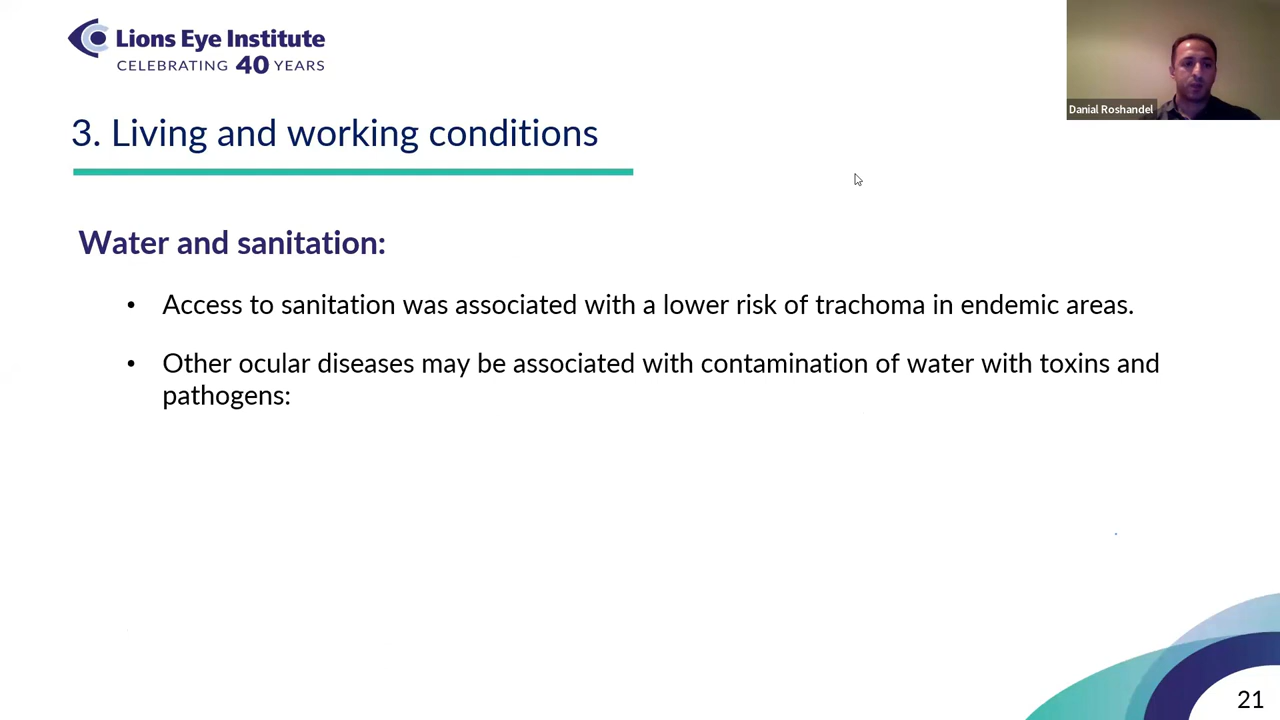 Lions Eye Institute
CELEBRATING 40 YEARS
Danial Roshandel
3. Living and working conditions
Water and sanitation:
• Access to sanitation was associated with a lower risk of trachoma in endemic areas.
• Other ocular diseases may be associated with contamination of water with toxins and
pathogens:
21